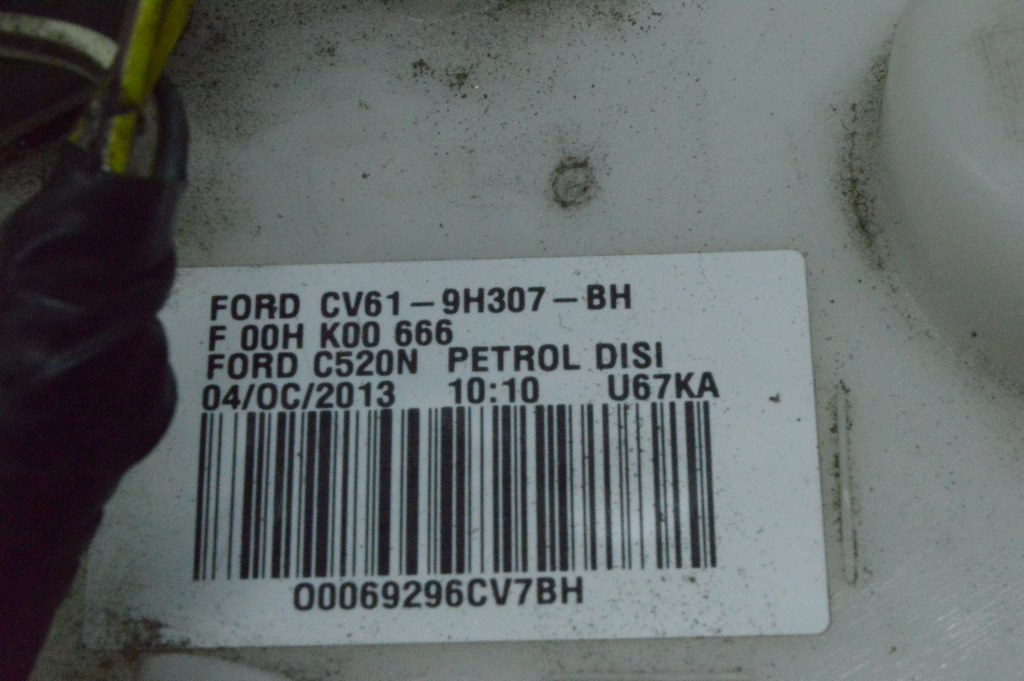 FORD CV61-9H307-BH
F 00H K00 666
FORD C520N PETROL DISI
04/OC/2013 10:10 U67KA
00069296CV7BH